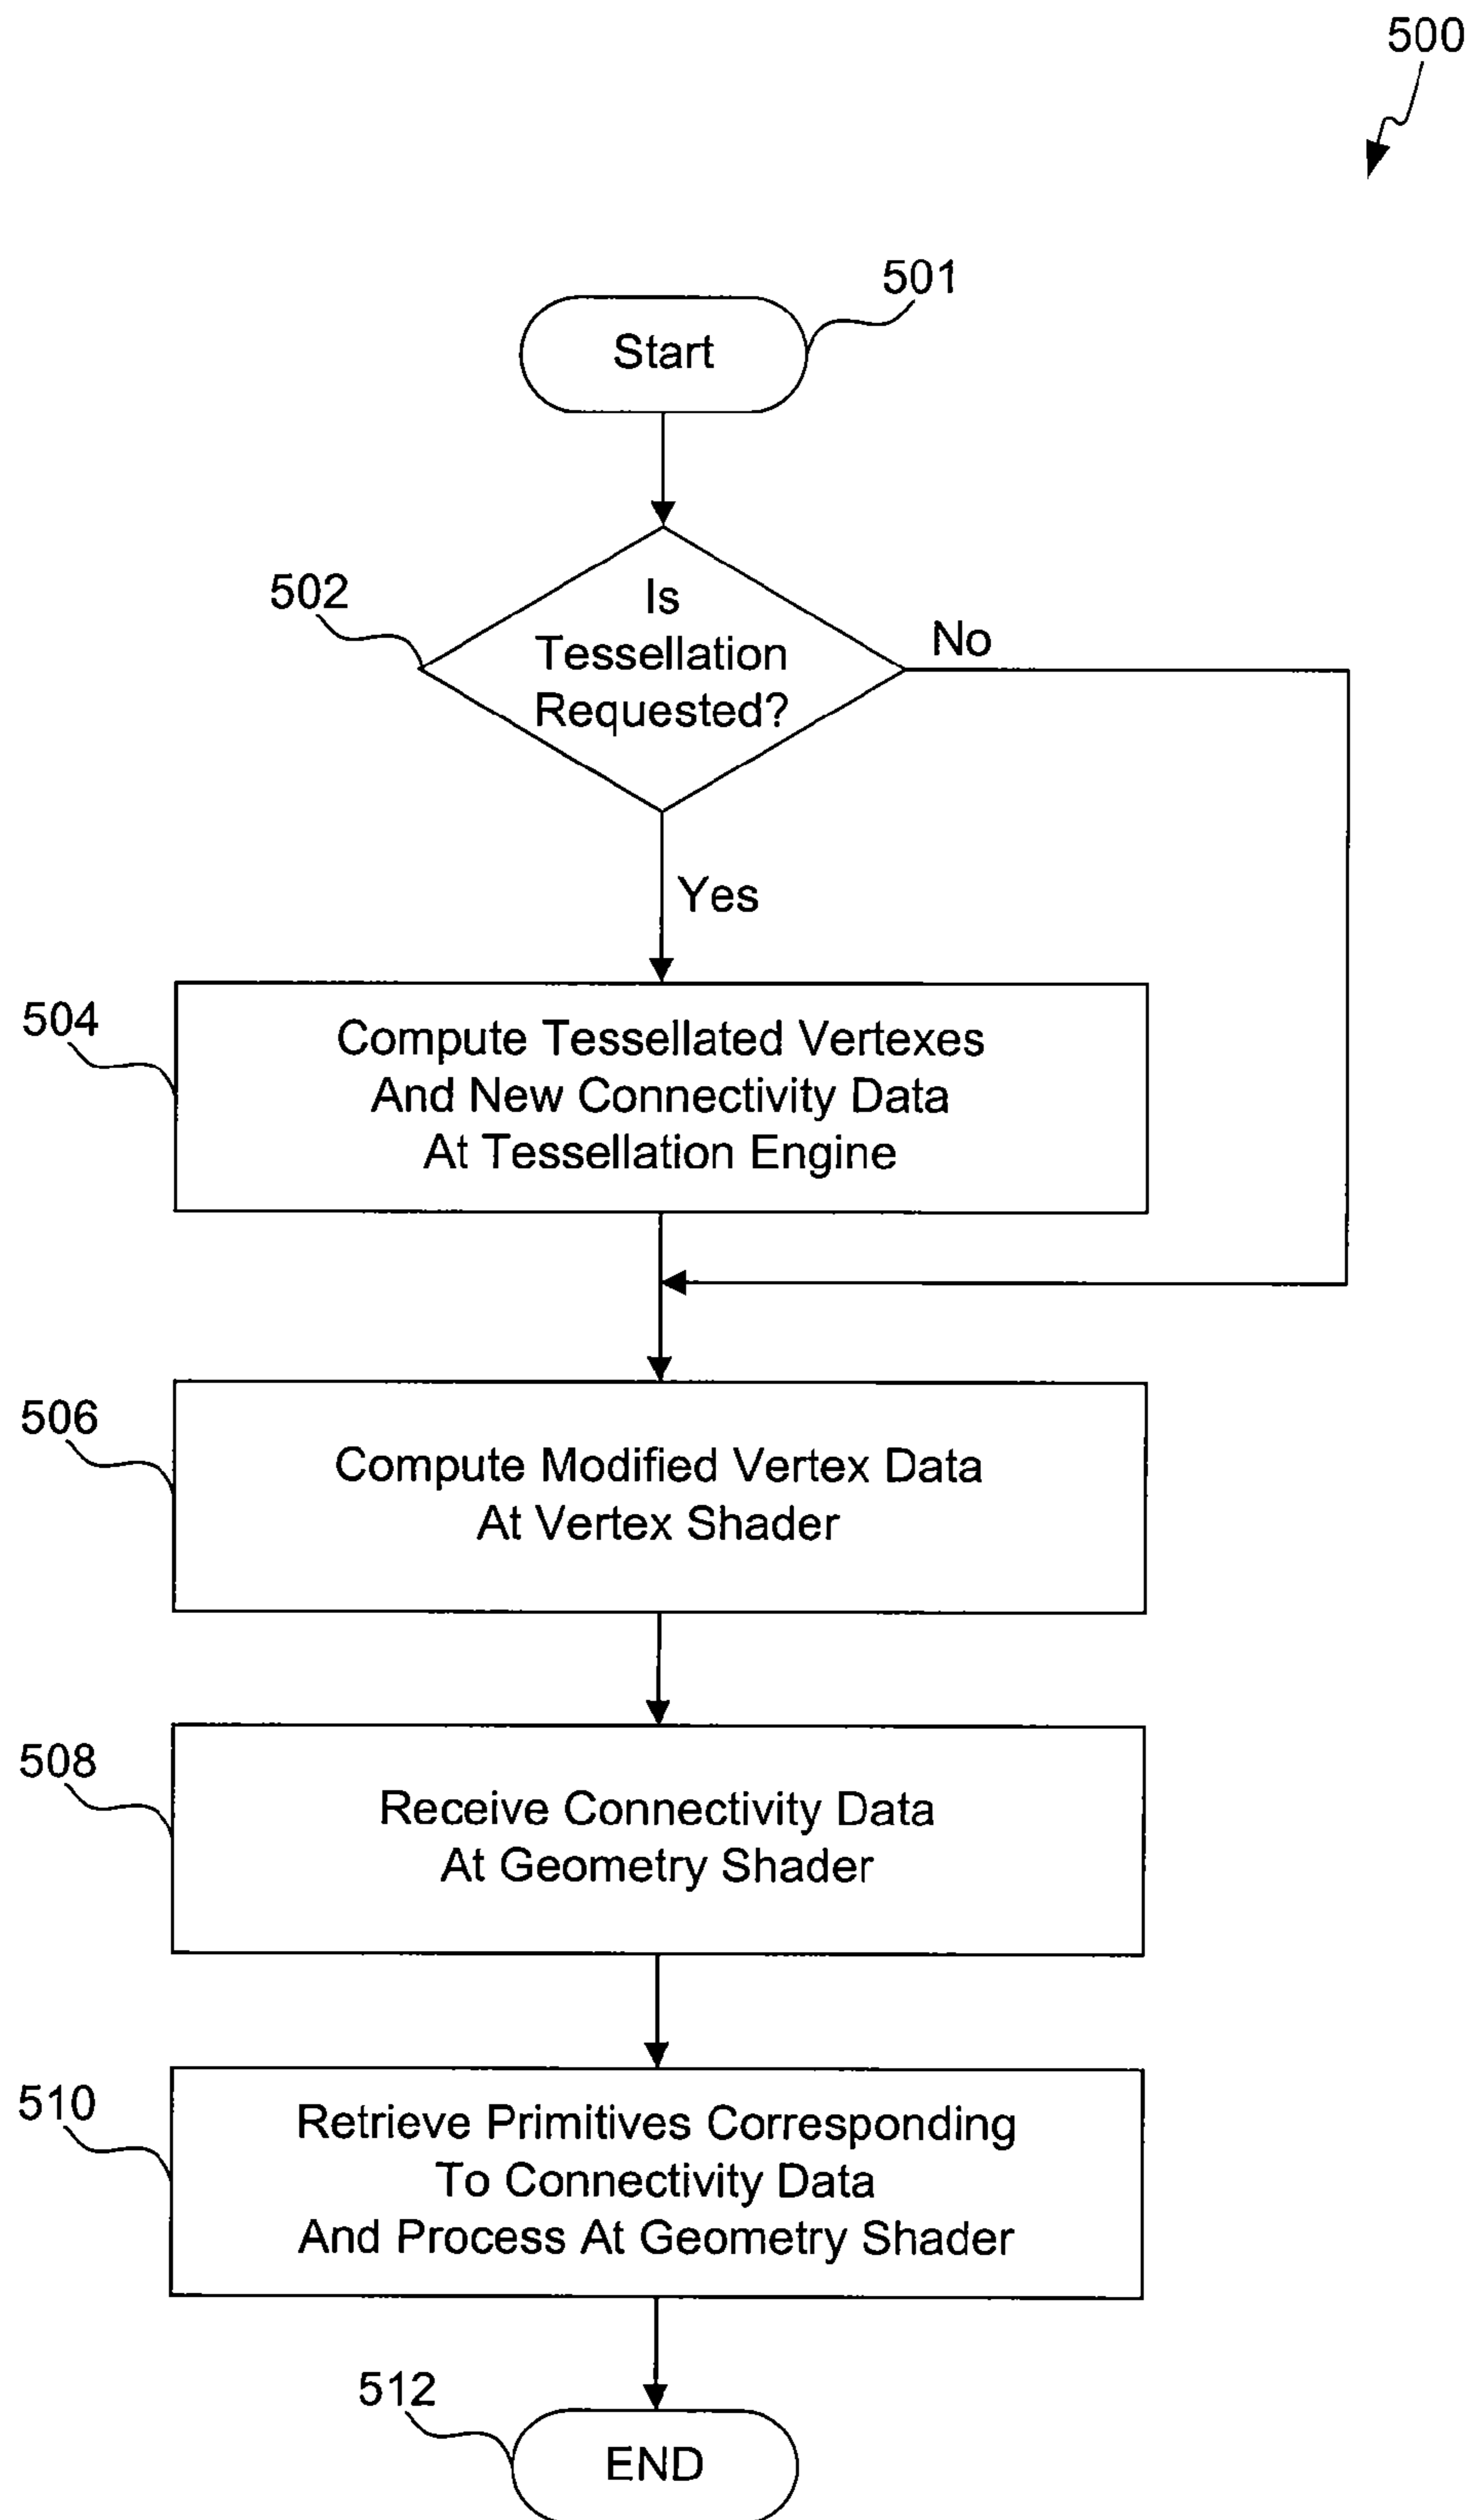 500
501
Start
502
Is
Tessellation
Requested?
No
Yes
504
Compute Tessellated Vertexes
And New Connectivity Data
At Tessellation Engine
506
Compute Modified Vertex Data
At Vertex Shader
508
Receive Connectivity Data
At Geometry Shader
510
Retrieve Primitives Corresponding
To Connectivity Data
And Process At Geometry Shader
512
END